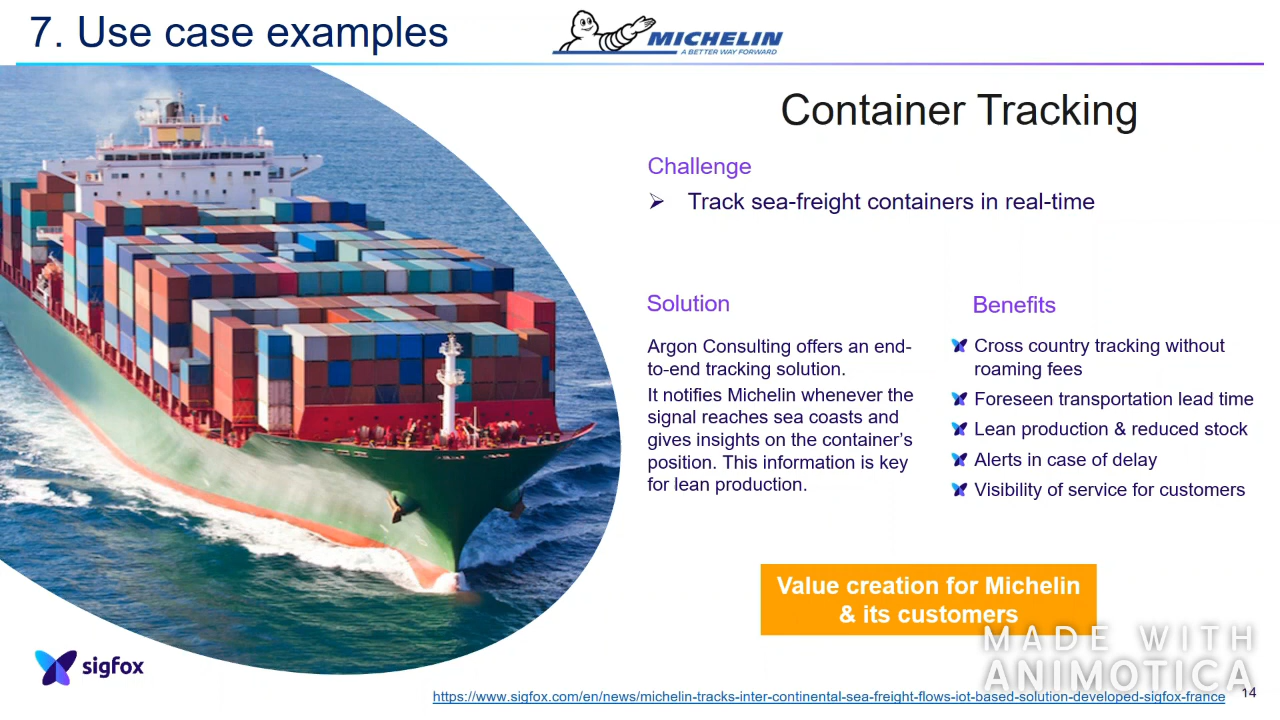 7. Use case examples
MICHELIN
A BETTER WAY FORWARD
Container Tracking
Challenge
Track sea-freight containers in real-time
Solution
Argon Consulting offers an end-
to-end tracking solution.
It notifies Michelin whenever the
signal reaches sea coasts and
gives insights on the container’s
position. This information is key
for lean production.
Benefits
Cross country tracking without
roaming fees
Foreseen transportation lead time
Lean production & reduced stock
Alerts in case of delay
Visibility of service for customers
Value creation for Michelin
& its customers
MADE WITH
ANIMOTICA
sigfox
https://www.sigfox.com/en/news/michelin-tracks-inter-continental-sea-freight-flows-iot-based-solution-developed-sigfox-france
14